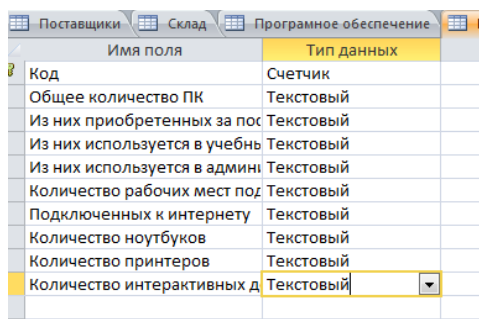 Поставщики Склад Програмное обеспечение
Имя поля Тип данных
Код Счетчик
Общее количество ПК Текстовый
Из них приобретенных за пос Текстовый
Из них используется в учебнь Текстовый
Из них используется в админи Текстовый
Количество рабочих мест под Текстовый
Подключенных к интернету Текстовый
Количество ноутбуков Текстовый
Количество принтеров Текстовый
Количество интерактивных д Текстовый